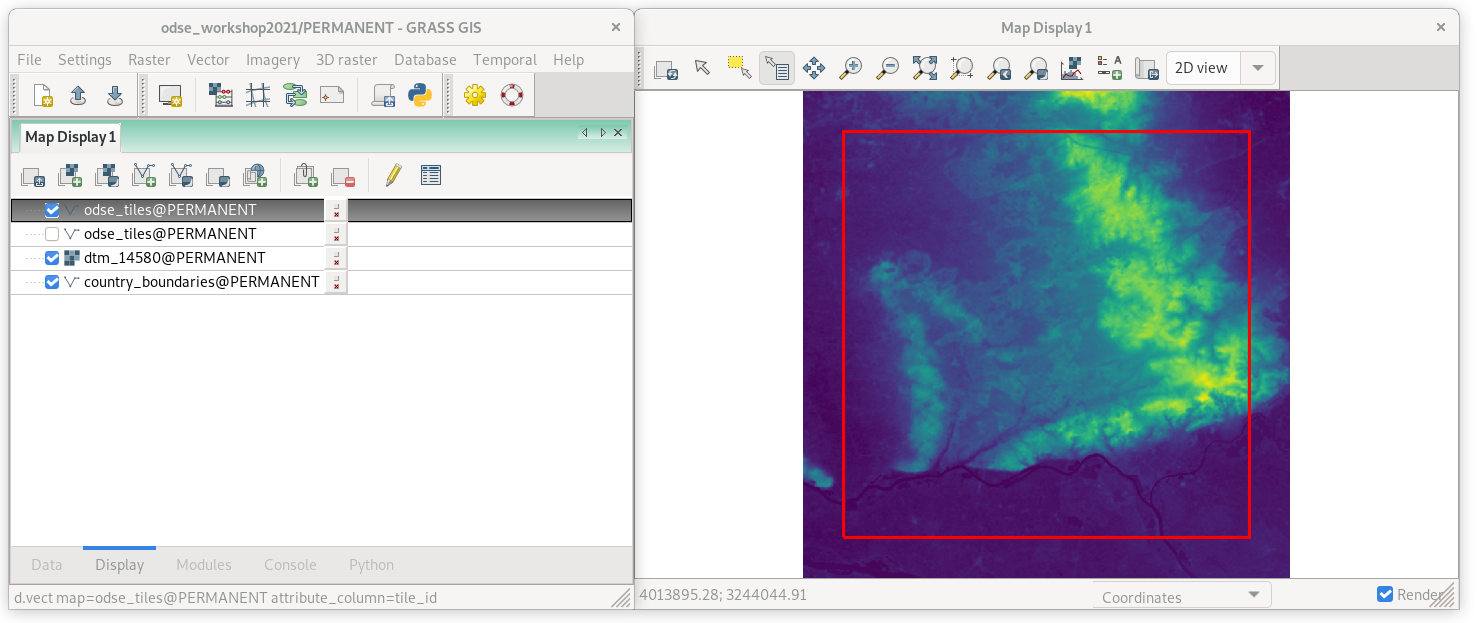 odse_workshop2021/PERMANENT - GRASS GIS
File Settings Raster Vector Imagery 3D raster Database Temporal Help
Map Display 1
odse_tiles@PERMANENT
odse_tiles@PERMANENT
dtm_14580@PERMANENT
country_boundaries@PERMANENT
Data Display Modules Console Python
d.vect map=odse_tiles@PERMANENT attribute_column=tile_id
Map Display 1
2D view
4013895.28; 3244044.91
Coordinates
Render